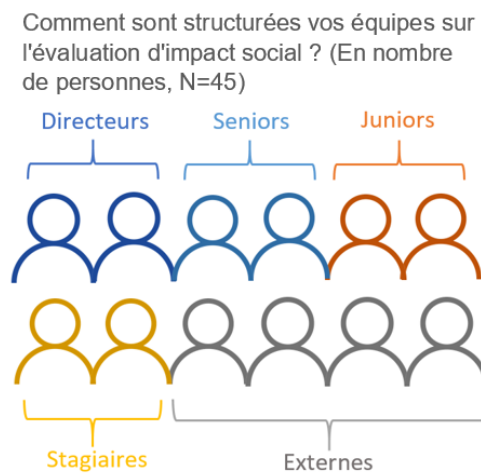 Comment sont structurées vos équipes sur
l'évaluation d'impact social ? (En nombre
de personnes, N=45)
Directeurs
Seniors
Juniors
Stagiaires
Externes